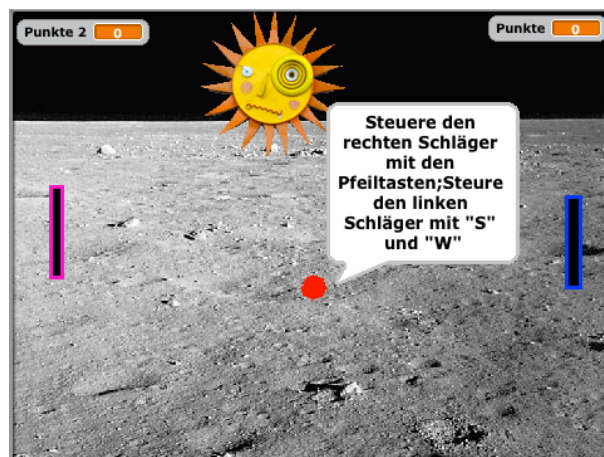 Punkte 2 0
Punkte 0
Steuere den
rechten Schläger
mit den
Pfeiltasten;Steure
den linken
Schläger mit "S"
und "W"